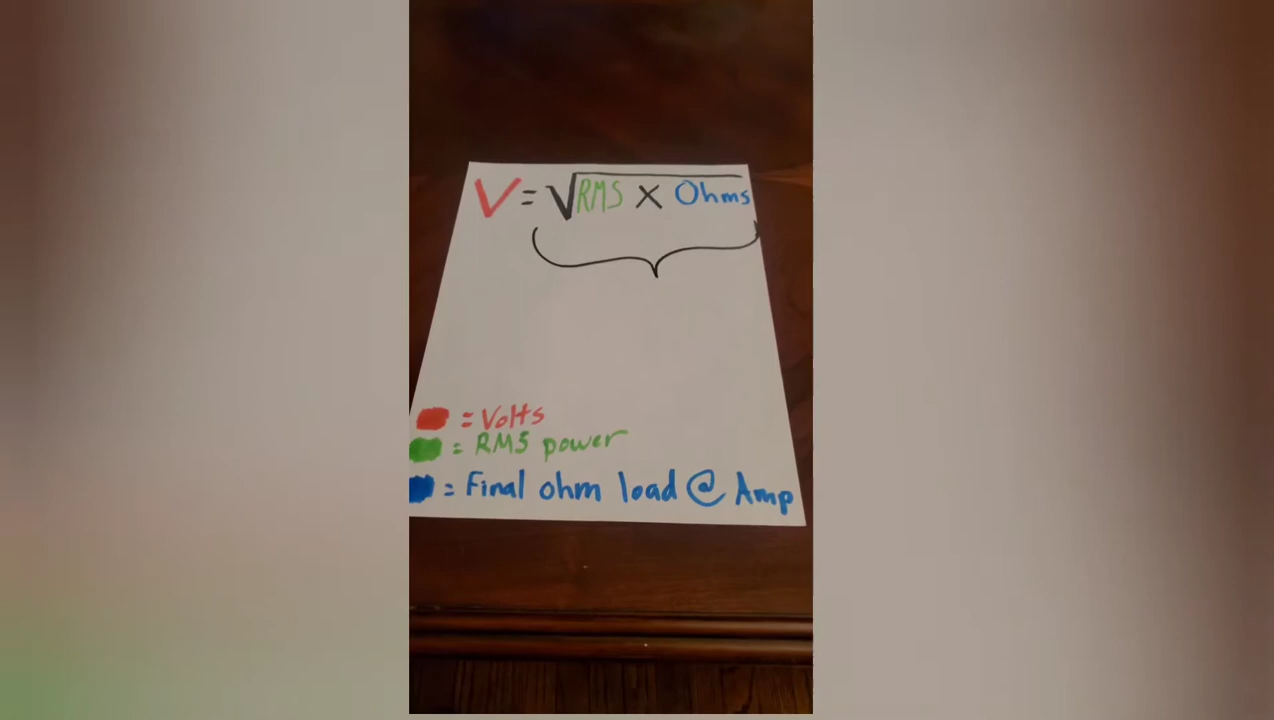 V = √RMS X Ohms
= Volts
= RMS power
= Final ohm load @ Amp